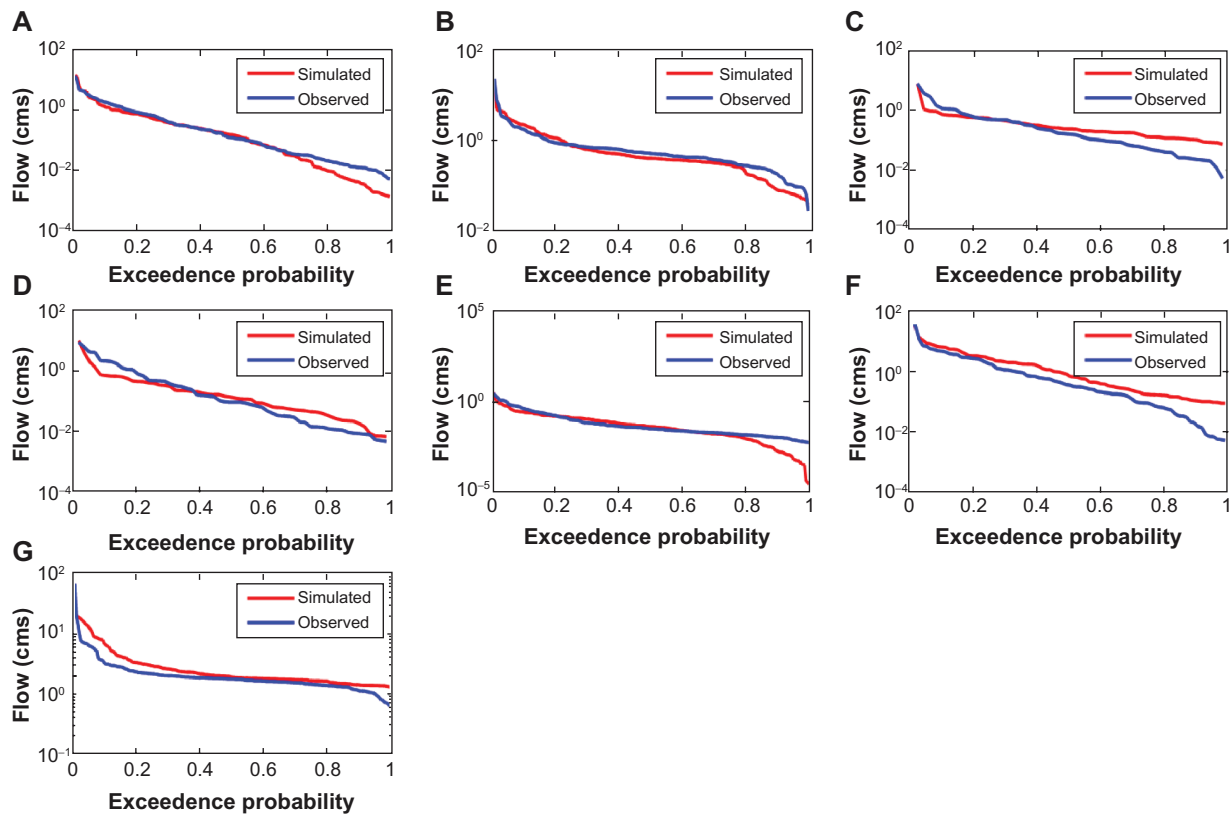 A
10²
10⁰
10⁻²
10⁻⁴
Flow (cms)
Simulated
Observed
0 0.2 0.4 0.6 0.8 1
Exceedence probability
B
10²
10⁰
10⁻²
Flow (cms)
Simulated
Observed
0 0.2 0.4 0.6 0.8 1
Exceedence probability
C
10²
10⁰
10⁻²
10⁻⁴
Flow (cms)
Simulated
Observed
0 0.2 0.4 0.6 0.8 1
Exceedence probability
D
10²
10⁰
10⁻²
10⁻⁴
Flow (cms)
Simulated
Observed
0 0.2 0.4 0.6 0.8 1
Exceedence probability
E
10⁵
10⁰
10⁻⁵
Flow (cms)
Simulated
Observed
0 0.2 0.4 0.6 0.8 1
Exceedence probability
F
10²
10⁰
10⁻²
10⁻⁴
Flow (cms)
Simulated
Observed
0 0.2 0.4 0.6 0.8 1
Exceedence probability
G
10²
10¹
10⁰
10⁻¹
Flow (cms)
Simulated
Observed
0 0.2 0.4 0.6 0.8 1
Exceedence probability